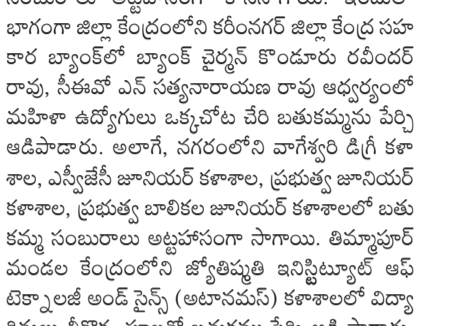 భాగంగా జిల్లా కేంద్రంలోని కరీంనగర్ జిల్లా కేంద్ర సహ
కార బ్యాంక్‌లో బ్యాంక్ చైర్మన్ కొండూరు రవీందర్
రావు, సీఈవో ఎన్ సత్యనారాయణ రావు ఆధ్వర్యంలో
మహిళా ఉద్యోగులు ఒక్కచోట చేరి బతుకమ్మను పేర్చి
ఆడిపాడారు. అలాగే, నగరంలోని వాగేశ్వరి డిగ్రీ కళా
శాల, ఎస్వీజేసీ జూనియర్ కళాశాల, ప్రభుత్వ జూనియర్
కళాశాల, ప్రభుత్వ బాలికల జూనియర్ కళాశాలలో బతు
కమ్మ సంబురాలు అట్టహాసంగా సాగాయి. తిమ్మాపూర్
మండల కేంద్రంలోని జ్యోతిష్మతి ఇనిస్టిట్యూట్ ఆఫ్
టెక్నాలజీ అండ్ సైన్స్ (అటానమస్) కళాశాలలో విద్యా